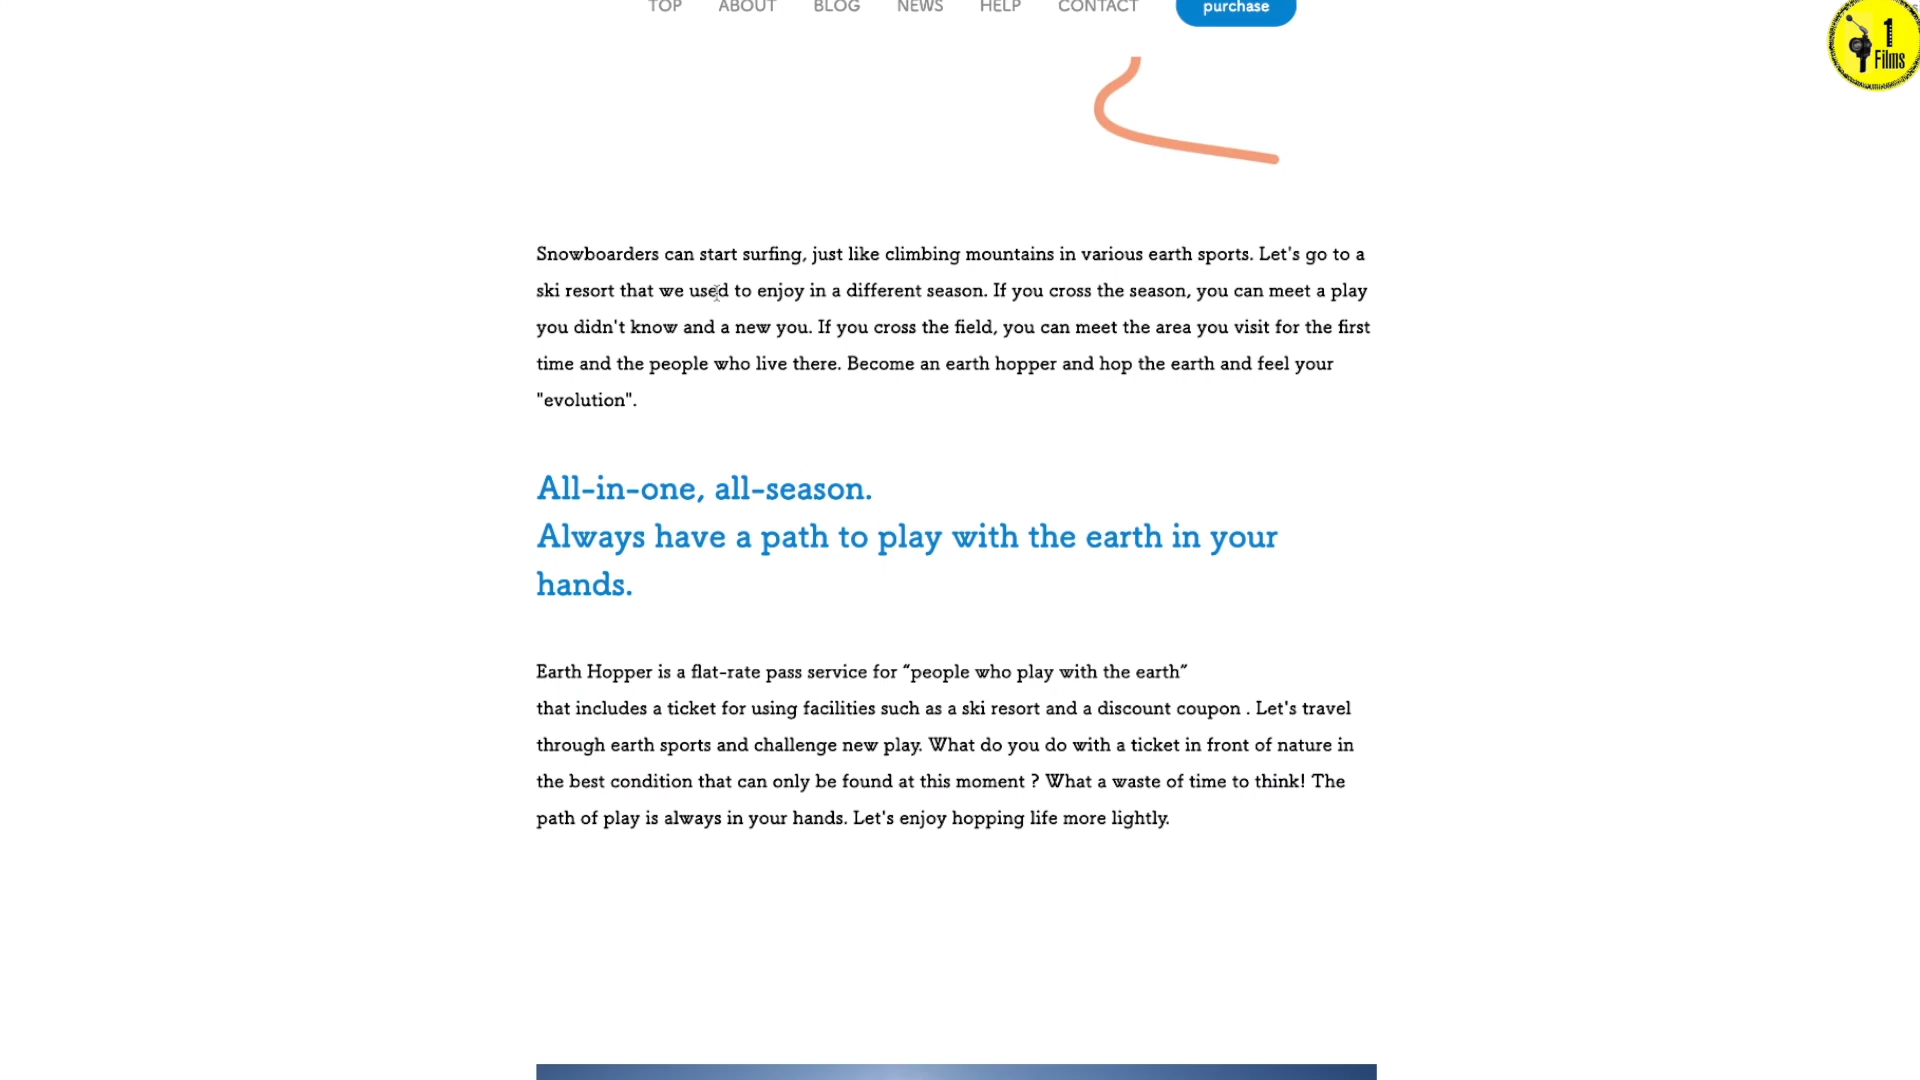 TOP ABOUT BLOG NEWS HELP CONTACT purchase
1
Films
Snowboarders can start surfing, just like climbing mountains in various earth sports. Let's go to a
ski resort that we used to enjoy in a different season. If you cross the season, you can meet a play
you didn't know and a new you. If you cross the field, you can meet the area you visit for the first
time and the people who live there. Become an earth hopper and hop the earth and feel your
"evolution".
All-in-one, all-season.
Always have a path to play with the earth in your
hands.
Earth Hopper is a flat-rate pass service for “people who play with the earth”
that includes a ticket for using facilities such as a ski resort and a discount coupon . Let's travel
through earth sports and challenge new play. What do you do with a ticket in front of nature in
the best condition that can only be found at this moment ? What a waste of time to think! The
path of play is always in your hands. Let's enjoy hopping life more lightly.